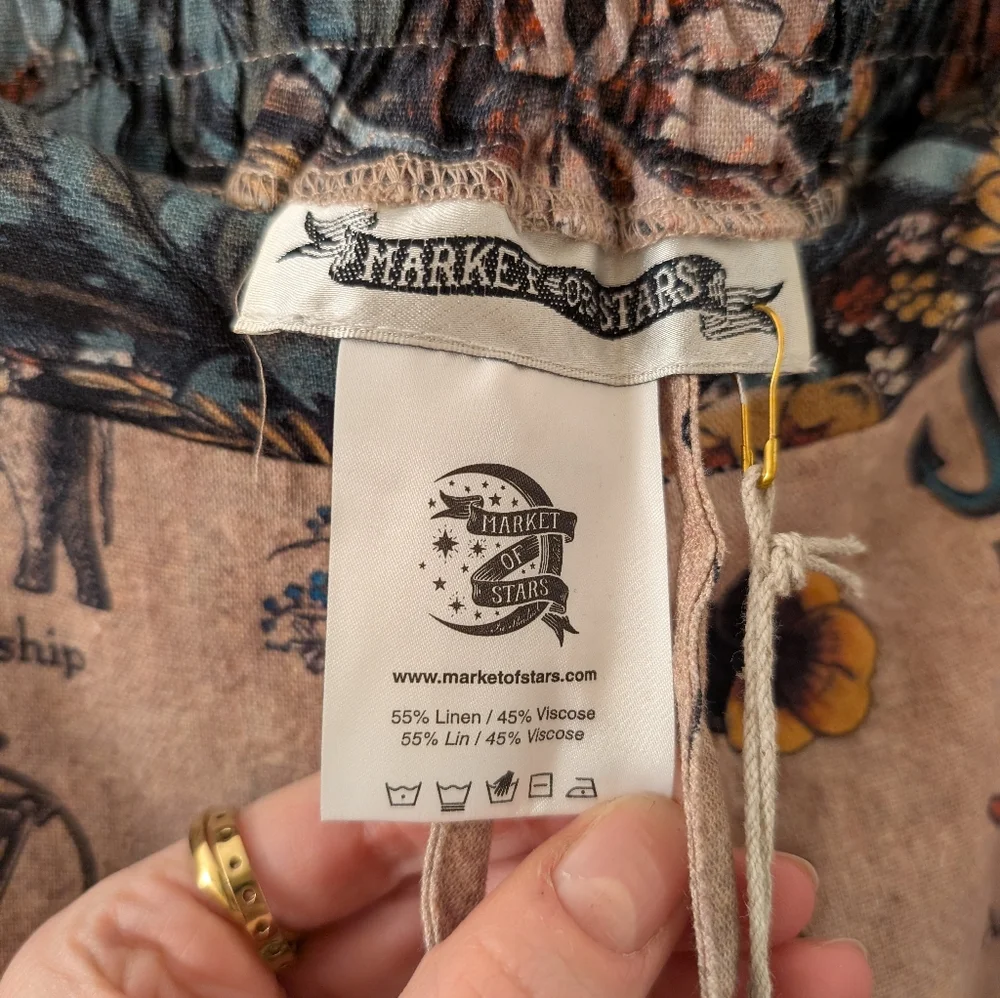 MARKET OF STARS
MARKET
OF
STARS
www.marketofstars.com
55% Linen / 45% Viscose
55% Lin / 45% Viscose
ship